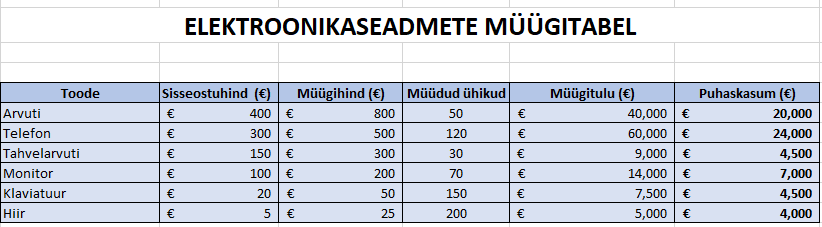 ELEKTROONIKASEADMETE MÜÜGITABEL
Toode Sisseostuhind (€) Müügihind (€) Müüdud ühikud Müügitulu (€) Puhaskasum (€)
Arvuti € 400 € 800 50 € 40,000 € 20,000
Telefon € 300 € 500 120 € 60,000 € 24,000
Tahvelarvuti € 150 € 300 30 € 9,000 € 4,500
Monitor € 100 € 200 70 € 14,000 € 7,000
Klaviatuur € 20 € 50 150 € 7,500 € 4,500
Hiir € 5 € 25 200 € 5,000 € 4,000